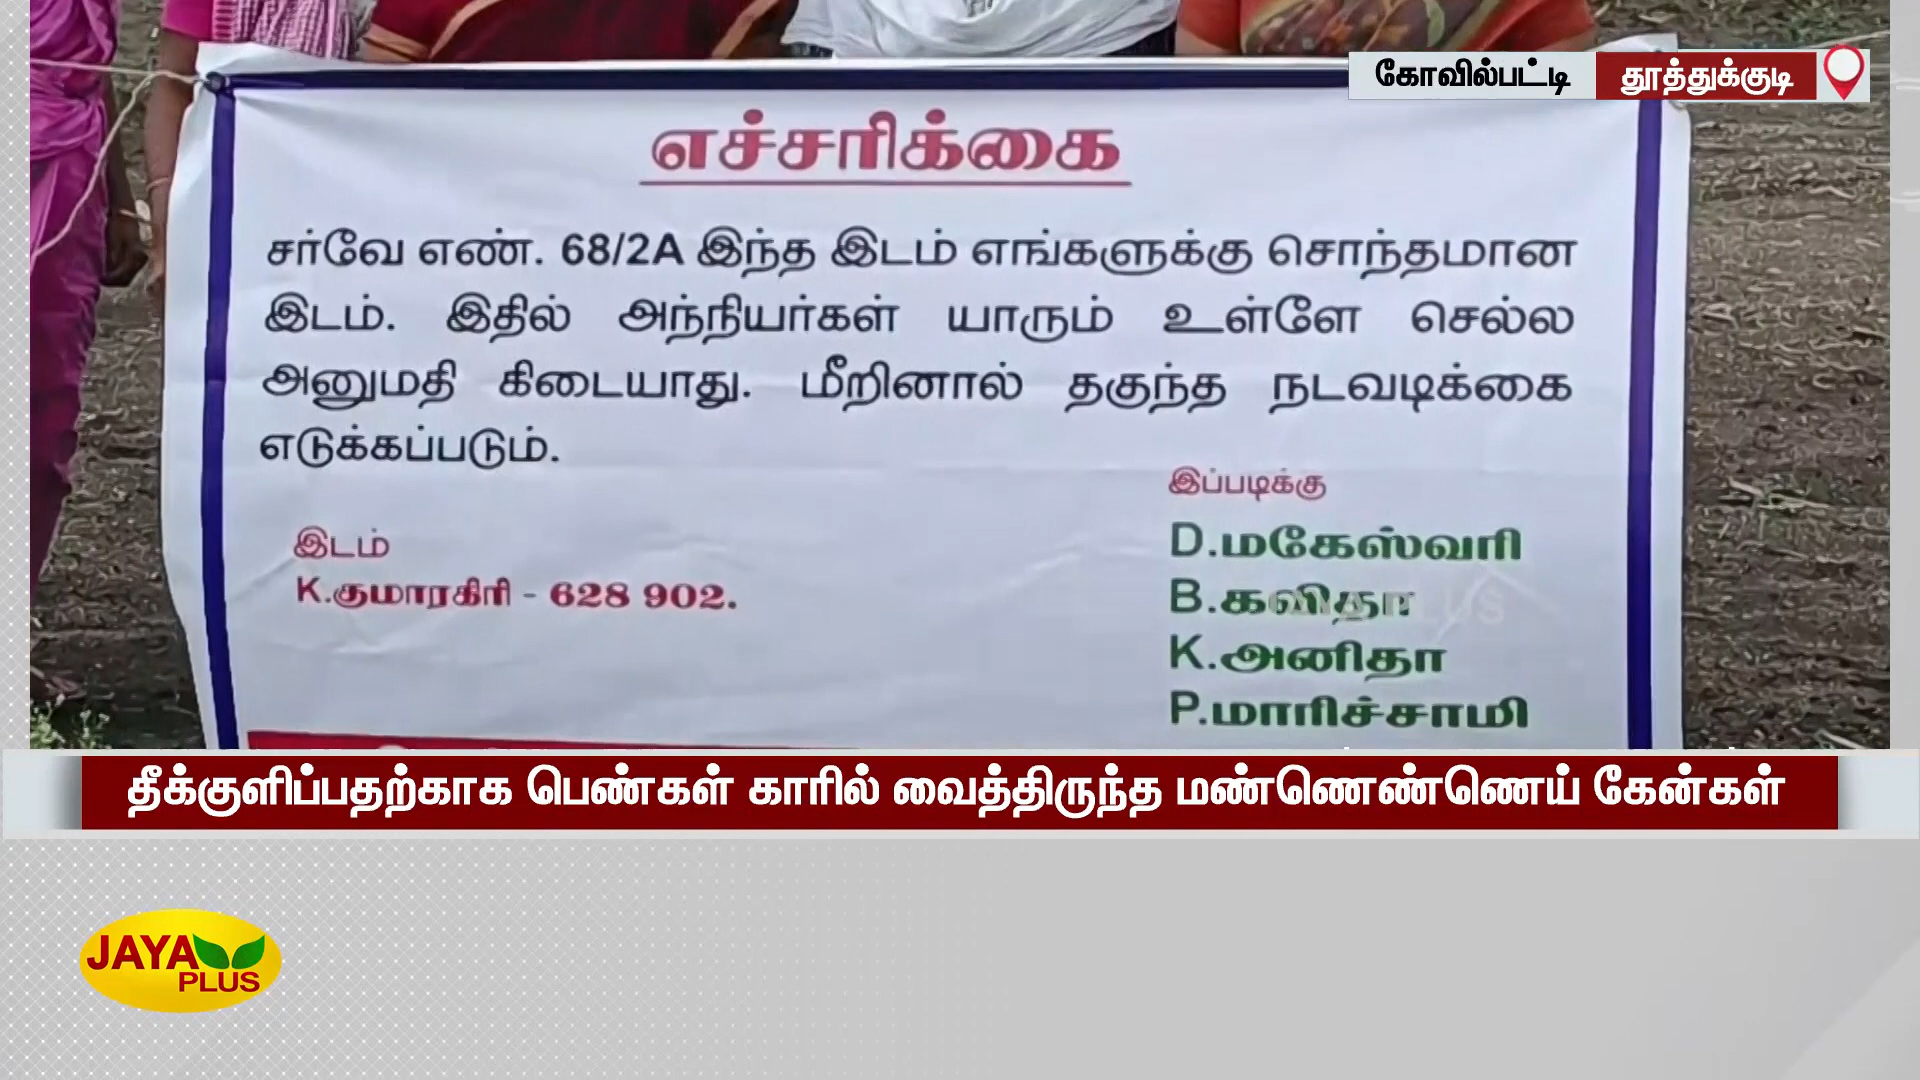 கோவில்பட்டி தூத்துக்குடி
எச்சரிக்கை
சர்வே எண். 68/2A இந்த இடம் எங்களுக்கு சொந்தமான
இடம். இதில் அந்நியர்கள் யாரும் உள்ளே செல்ல
அனுமதி கிடையாது. மீறினால் தகுந்த நடவடிக்கை
எடுக்கப்படும்.
இப்படிக்கு
D.மகேஸ்வரி
B.கவிதா
K.அனிதா
P.மாரிச்சாமி
இடம்
K.குமாரகிரி - 628 902.
தீக்குளிப்பதற்காக பெண்கள் காரில் வைத்திருந்த மண்ணெண்ணெய் கேன்கள்
JAYA
PLUS